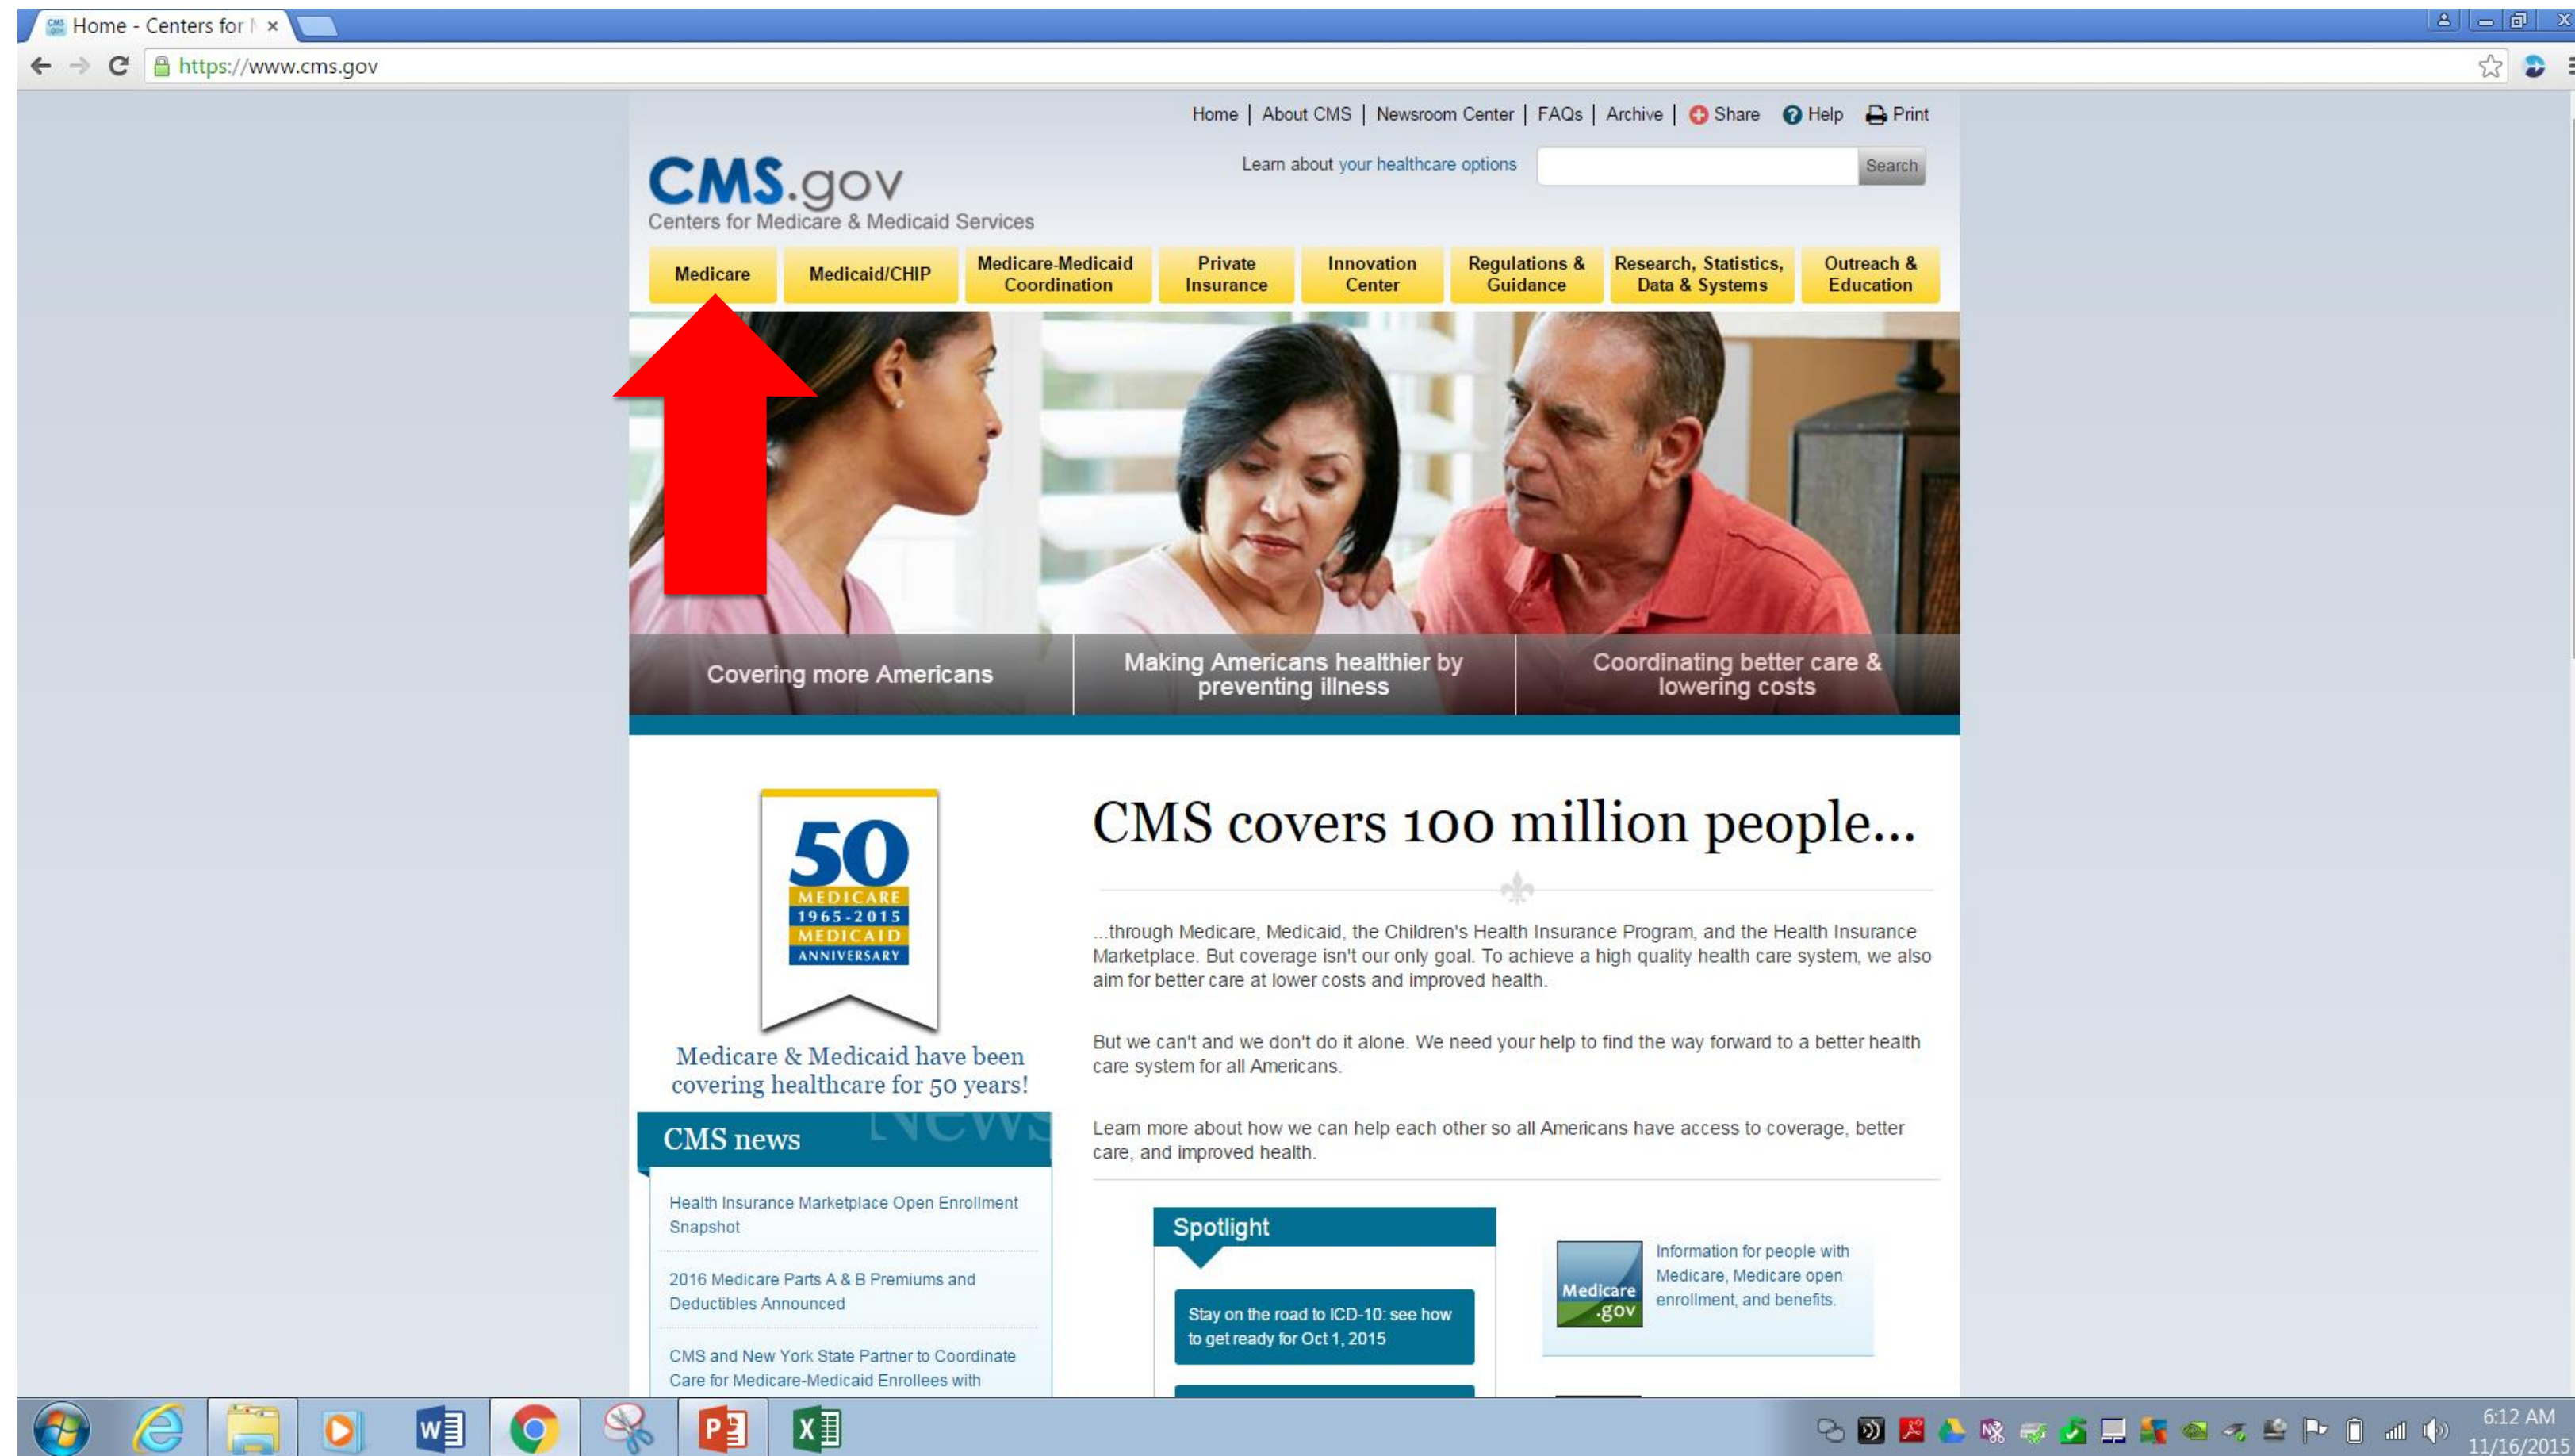 Home - Centers for M
https://www.cms.gov
Home | About CMS | Newsroom Center | FAQs | Archive | Share Help Print
Learn about your healthcare options
Search
CMS.gov
Centers for Medicare & Medicaid Services
Medicare
Medicaid/CHIP
Medicare-Medicaid
Coordination
Private
Insurance
Innovation
Center
Regulations &
Guidance
Research, Statistics,
Data & Systems
Outreach &
Education
Covering more Americans
Making Americans healthier by
preventing illness
Coordinating better care &
lowering costs
50
MEDICARE
1965-2015
MEDICAID
ANNIVERSARY
Medicare & Medicaid have been
covering healthcare for 50 years!
CMS news
News
Health Insurance Marketplace Open Enrollment
Snapshot
2016 Medicare Parts A & B Premiums and
Deductibles Announced
CMS and New York State Partner to Coordinate
Care for Medicare-Medicaid Enrollees with
CMS covers 100 million people...
...through Medicare, Medicaid, the Children's Health Insurance Program, and the Health Insurance
Marketplace. But coverage isn't our only goal. To achieve a high quality health care system, we also
aim for better care at lower costs and improved health.
But we can't and we don't do it alone. We need your help to find the way forward to a better health
care system for all Americans.
Learn more about how we can help each other so all Americans have access to coverage, better
care, and improved health.
Spotlight
Stay on the road to ICD-10: see how
to get ready for Oct 1, 2015
Medicare
.gov
Information for people with
Medicare, Medicare open
enrollment, and benefits.
6:12 AM
11/16/2015